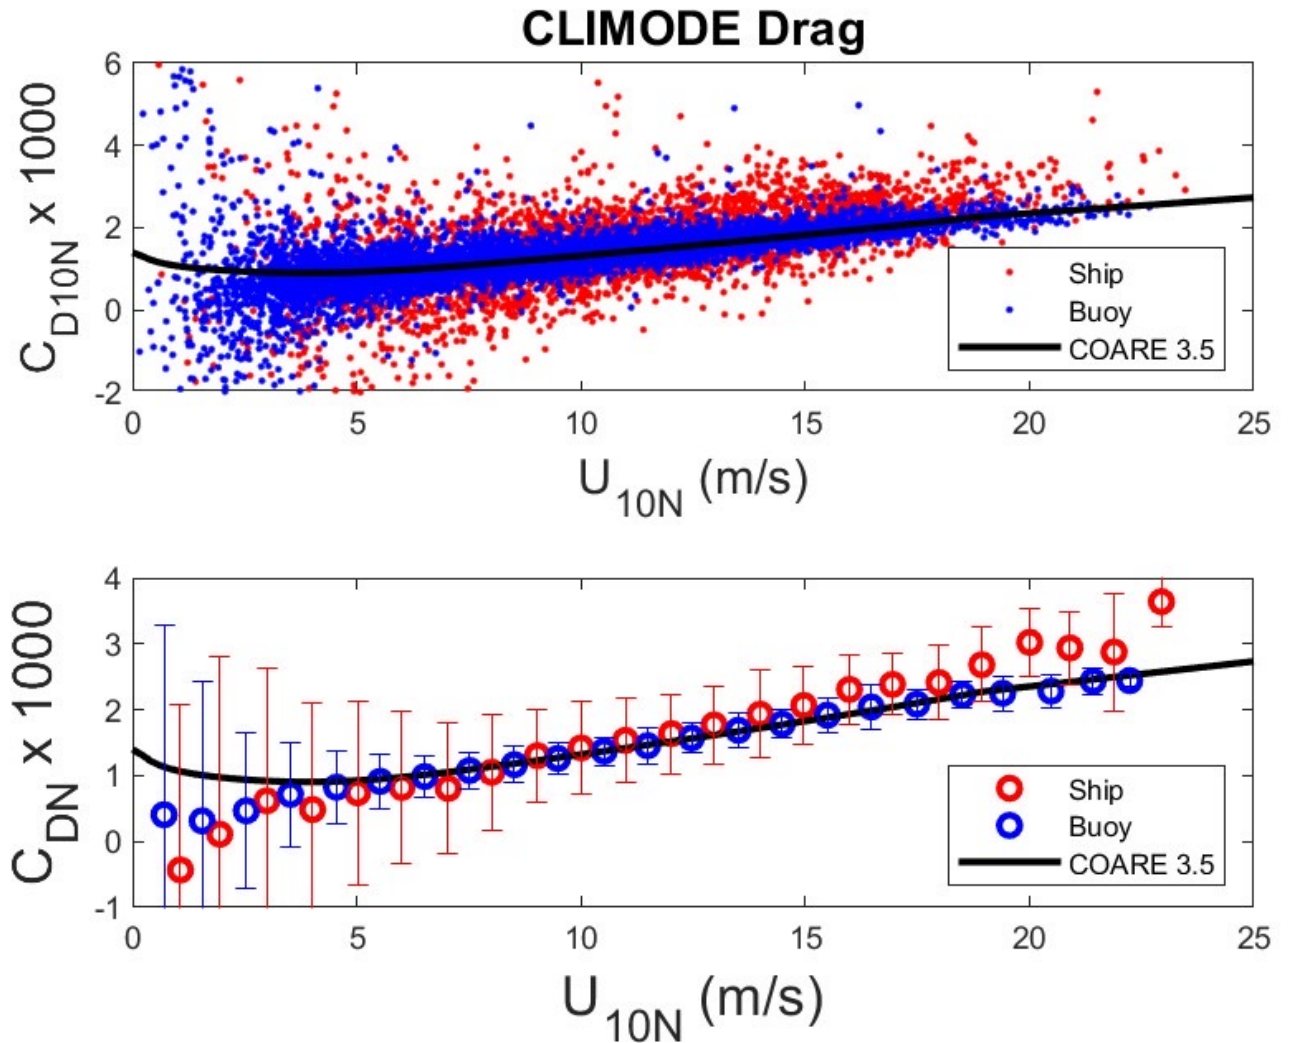 CLIMODE Drag
6
4
2
0
-2
C_D10N x 1000
0 5 10 15 20 25
U_10N (m/s)
Ship
Buoy
COARE 3.5
4
3
2
1
0
-1
C_DN x 1000
0 5 10 15 20 25
U_10N (m/s)
Ship
Buoy
COARE 3.5